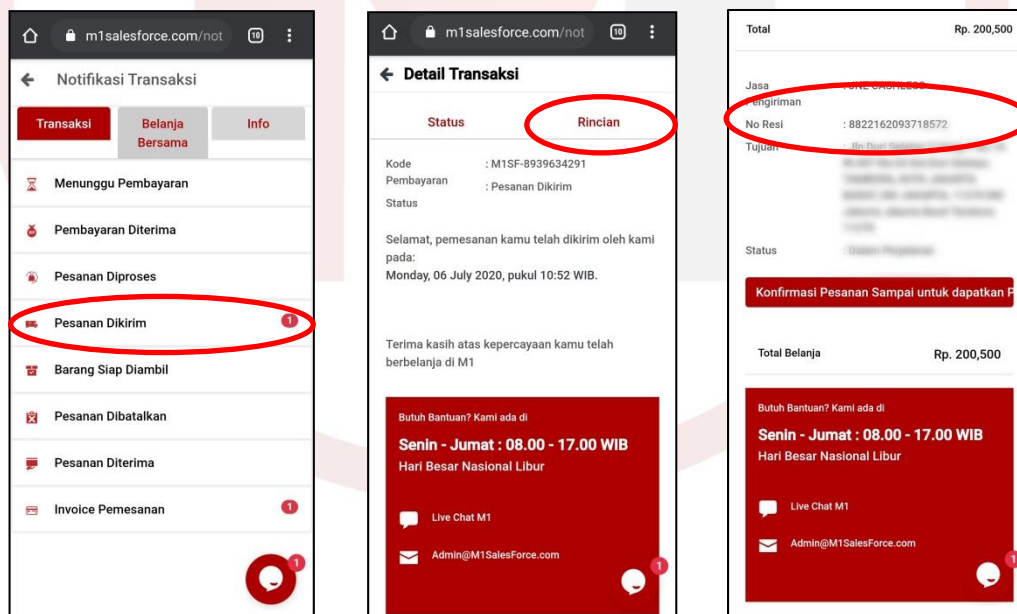 m1salesforce.com/not
10
Notifikasi Transaksi
Transaksi
Belanja
Bersama
Info
Menunggu Pembayaran
Pembayaran Diterima
Pesanan Diproses
Pesanan Dikirim
1
Barang Siap Diambil
Pesanan Dibatalkan
Pesanan Diterima
Invoice Pemesanan
1
1
m1salesforce.com/not
10
Detail Transaksi
Status
Rincian
Kode : M1SF-8939634291
Pembayaran : Pesanan Dikirim
Status
Selamat, pemesanan kamu telah dikirim oleh kami
pada:
Monday, 06 July 2020, pukul 10:52 WIB.
Terima kasih atas kepercayaan kamu telah
berbelanja di M1
Butuh Bantuan? Kami ada di
Senin - Jumat : 08.00 - 17.00 WIB
Hari Besar Nasional Libur
Live Chat M1
Admin@M1SalesForce.com
1
Total Rp. 200,500
Jasa : JNE CASHLESS
Pengiriman
No Resi : 8822162093718572
Tujuan :
Status :
Konfirmasi Pesanan Sampai untuk dapatkan P
Total Belanja Rp. 200,500
Butuh Bantuan? Kami ada di
Senin - Jumat : 08.00 - 17.00 WIB
Hari Besar Nasional Libur
Live Chat M1
Admin@M1SalesForce.com
1